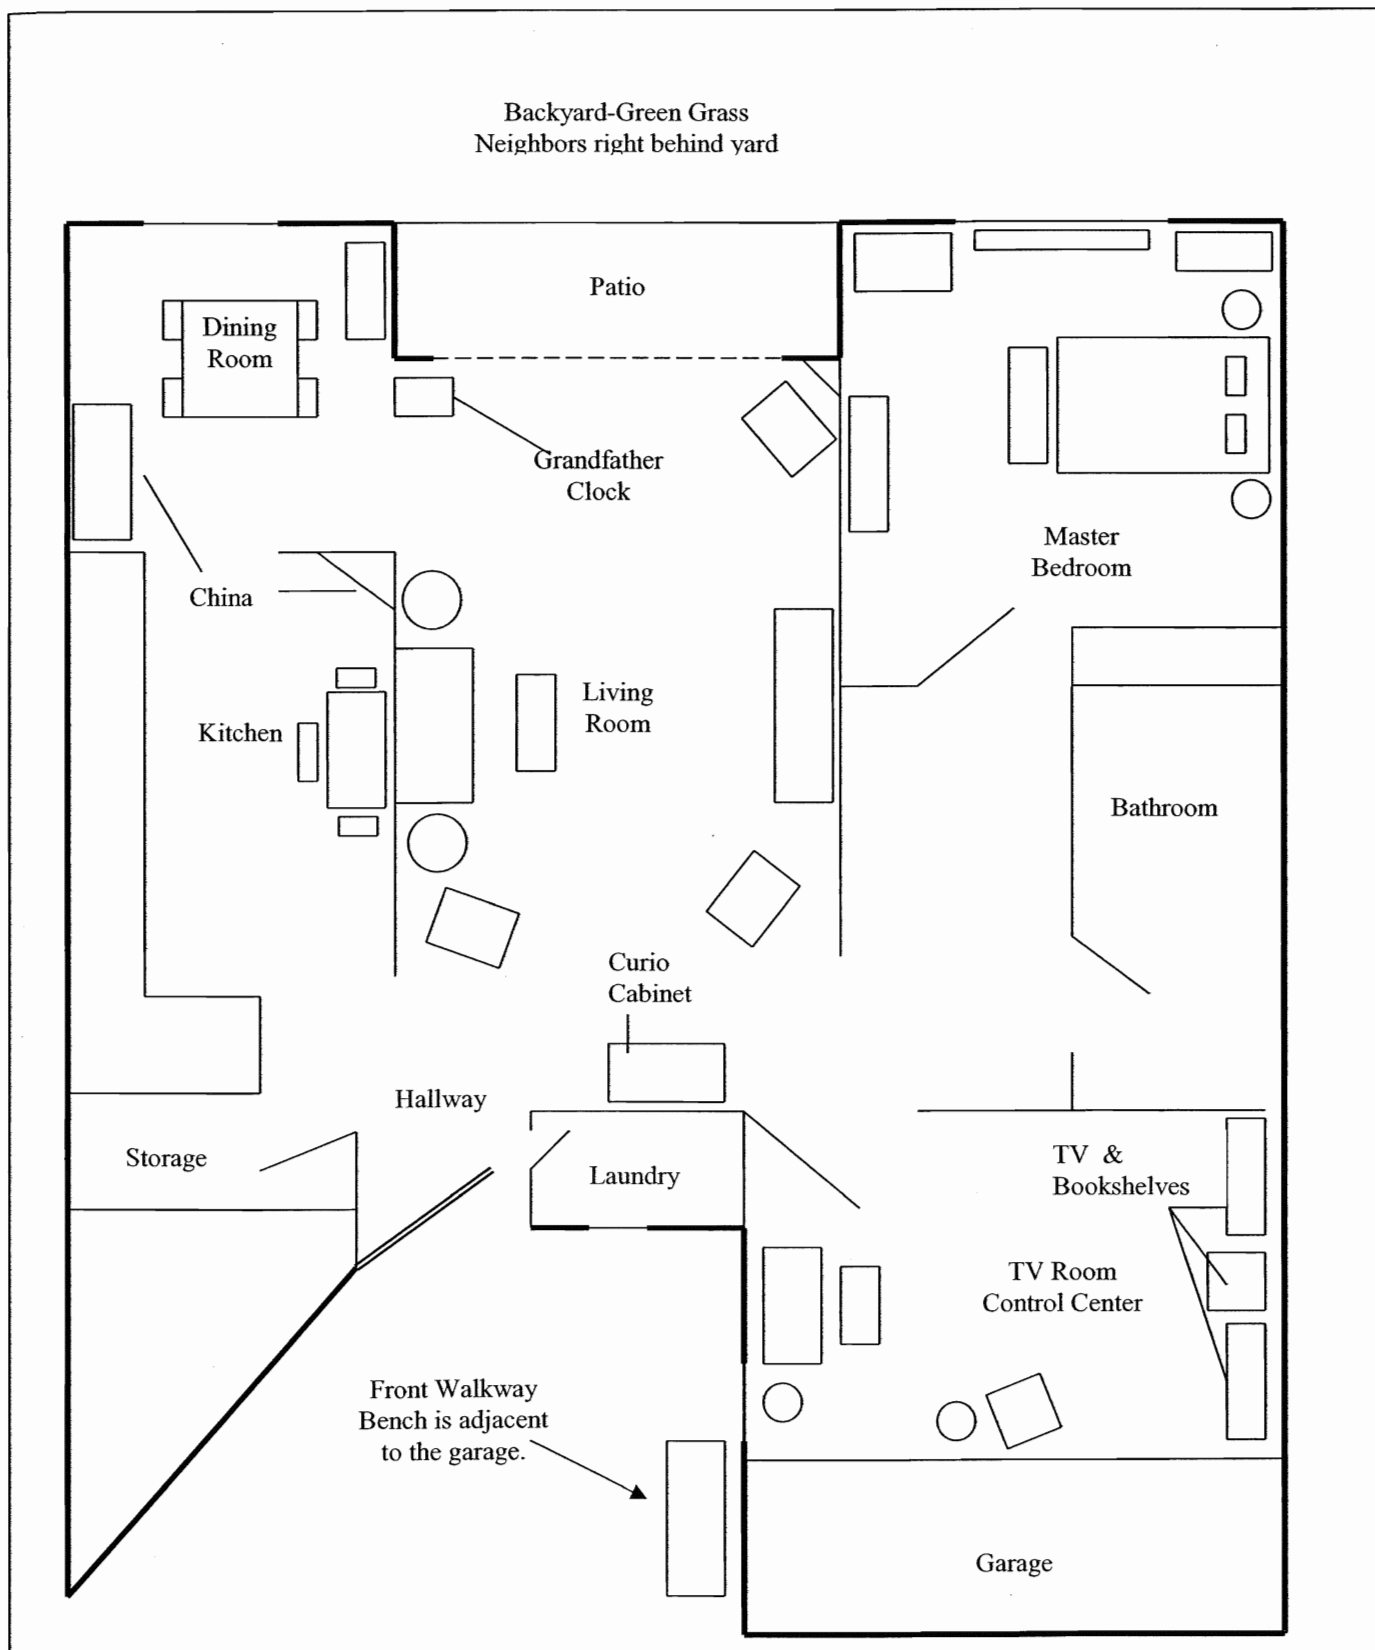 Backyard-Green Grass
Neighbors right behind yard
Patio
Dining
Room
Grandfather
Clock
Master
Bedroom
China
Living
Room
Kitchen
Bathroom
Curio
Cabinet
Hallway
Storage
Laundry
TV &
Bookshelves
TV Room
Control Center
Front Walkway
Bench is adjacent
to the garage.
Garage